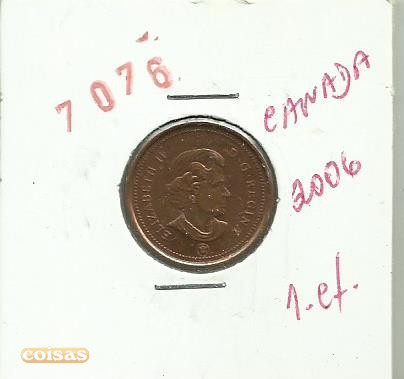 7076
CANADA
2006
1.ct.
ELIZABETH II D·G·REGINA
coisas